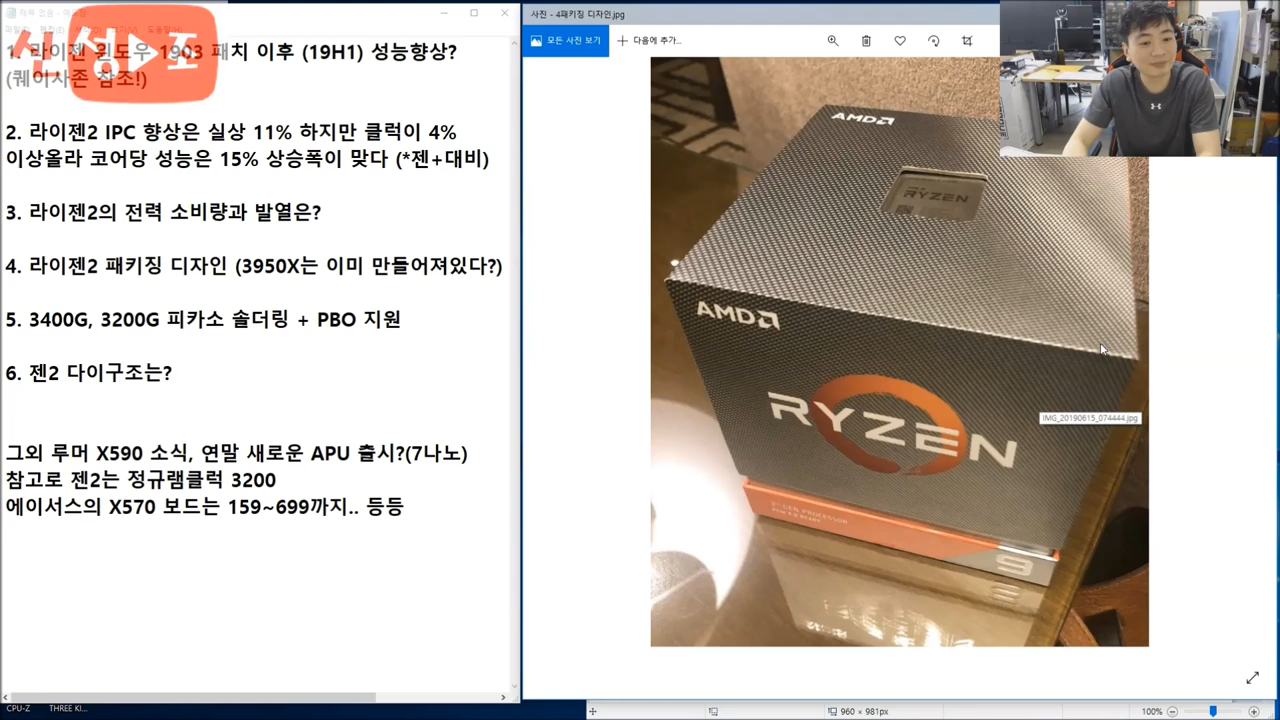 신성조
1. 라이젠 윈도우 1903 패치 이후 (19H1) 성능향상?
(퀘이사존 참조!)
2. 라이젠2 IPC 향상은 실상 11% 하지만 클럭이 4%
이상올라 코어당 성능은 15% 상승폭이 맞다 (*젠+대비)
3. 라이젠2의 전력 소비량과 발열은?
4. 라이젠2 패키징 디자인 (3950X는 이미 만들어져있다?)
5. 3400G, 3200G 피카소 솔더링 + PBO 지원
6. 젠2 다이구조는?
그외 루머 X590 소식, 연말 새로운 APU 출시?(7나노)
참고로 젠2는 정규램클럭 3200
에이서스의 X570 보드는 159~699까지.. 등등
CPU-Z
THREE KI...
사진 - 4패키징 디자인.jpg
모든 사진 보기
다음에 추가...
AMD
RYZEN
AMD
RYZEN
IMG_20190615_074444.jpg
9
960 × 981px
100%